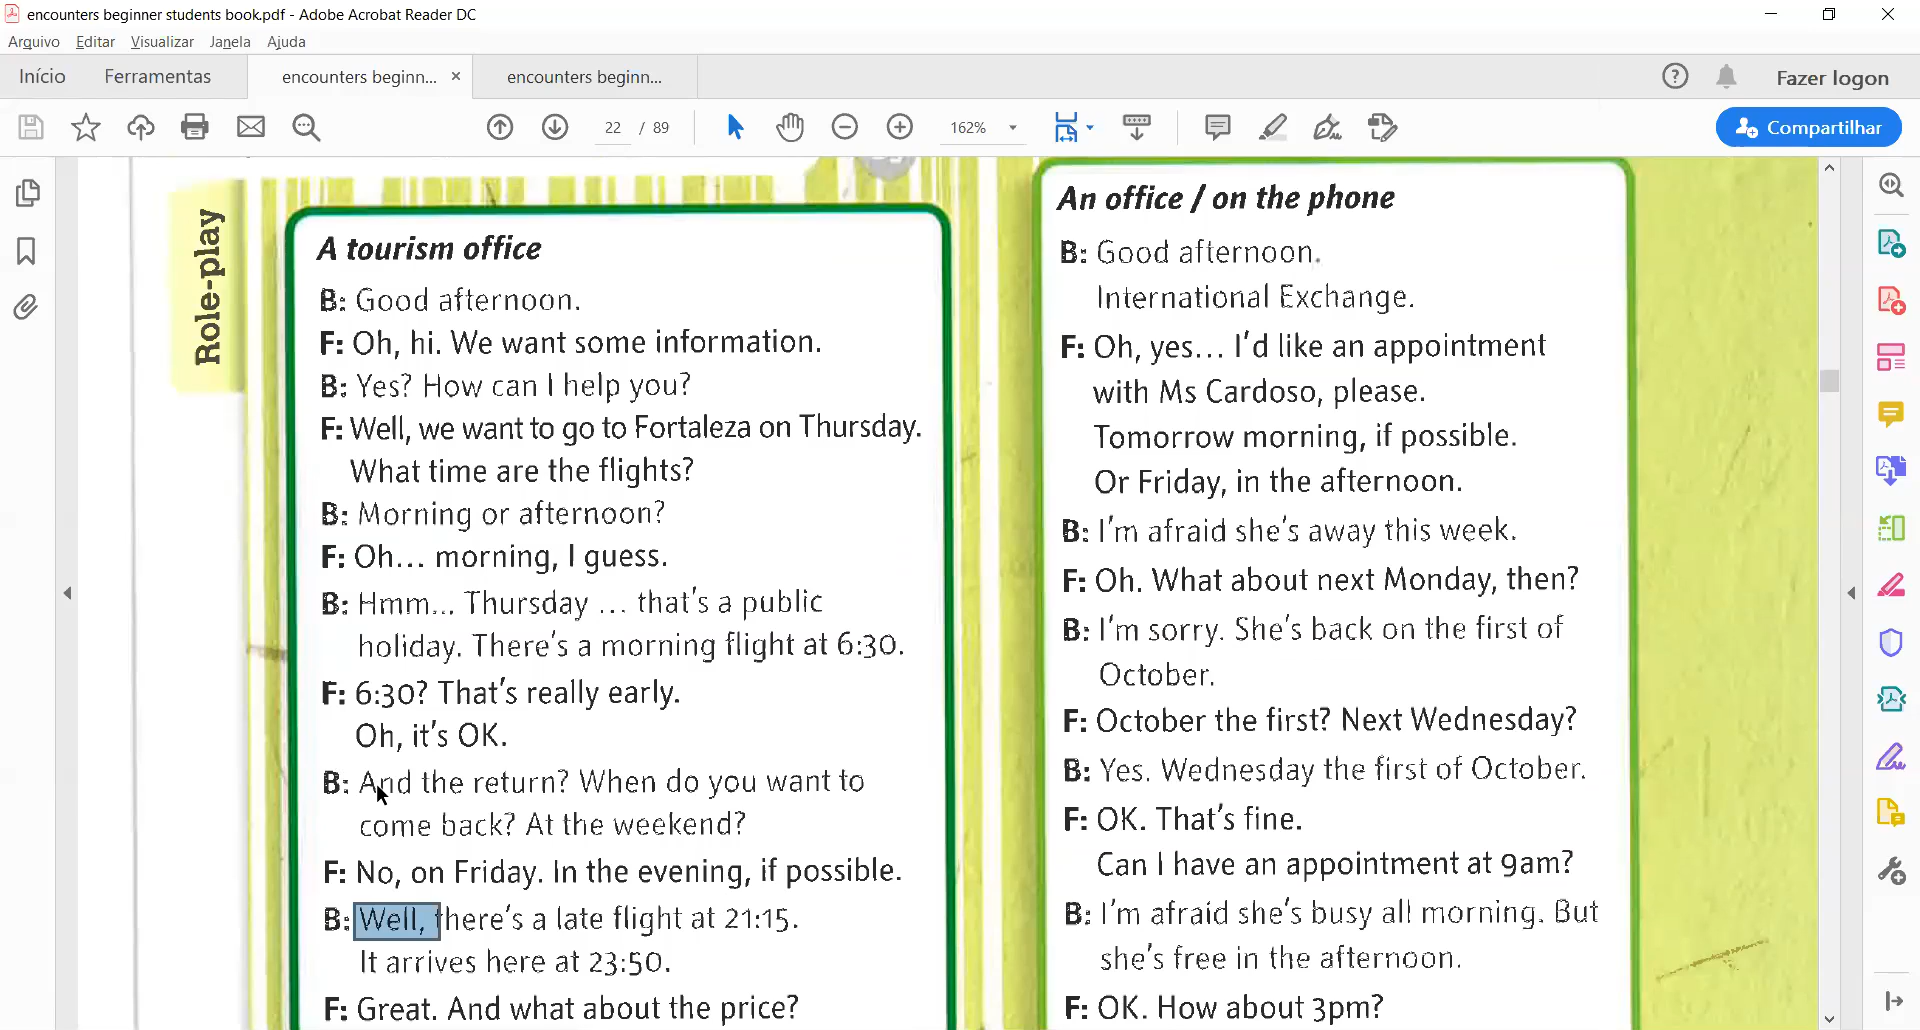 encounters beginner students book.pdf - Adobe Acrobat Reader DC
Arquivo Editar Visualizar Janela Ajuda
Início Ferramentas encounters beginn... × encounters beginn... Fazer logon
22 / 89 162% Compartilhar
Role-play
A tourism office
B: Good afternoon.
F: Oh, hi. We want some information.
B: Yes? How can I help you?
F: Well, we want to go to Fortaleza on Thursday.
What time are the flights?
B: Morning or afternoon?
F: Oh... morning, I guess.
B: Hmm... Thursday ... that's a public
holiday. There's a morning flight at 6:30.
F: 6:30? That's really early.
Oh, it's OK.
B: And the return? When do you want to
come back? At the weekend?
F: No, on Friday. In the evening, if possible.
B: Well, there's a late flight at 21:15.
It arrives here at 23:50.
F: Great. And what about the price?
An office / on the phone
B: Good afternoon.
International Exchange.
F: Oh, yes... I'd like an appointment
with Ms Cardoso, please.
Tomorrow morning, if possible.
Or Friday, in the afternoon.
B: I'm afraid she's away this week.
F: Oh. What about next Monday, then?
B: I'm sorry. She's back on the first of
October.
F: October the first? Next Wednesday?
B: Yes. Wednesday the first of October.
F: OK. That's fine.
Can I have an appointment at 9am?
B: I'm afraid she's busy all morning. But
she's free in the afternoon.
F: OK. How about 3pm?